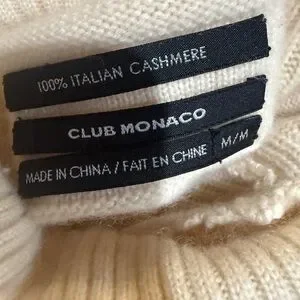 100% ITALIAN CASHMERE
CLUB MONACO
MADE IN CHINA / FAIT EN CHINE
M/M